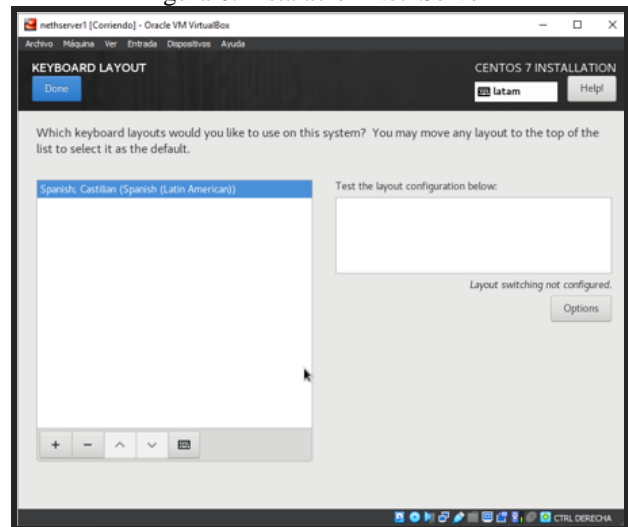 nethserver1 [Corriendo] - Oracle VM VirtualBox
Archivo Máquina Ver Entrada Dispositivos Ayuda
KEYBOARD LAYOUT
CENTOS 7 INSTALLATION
Done
latam
Help!
Which keyboard layouts would you like to use on this system? You may move any layout to the top of the
list to select it as the default.
Spanish; Castilian (Spanish (Latin American))
Test the layout configuration below:
Layout switching not configured.
Options
CTRL DERECHA